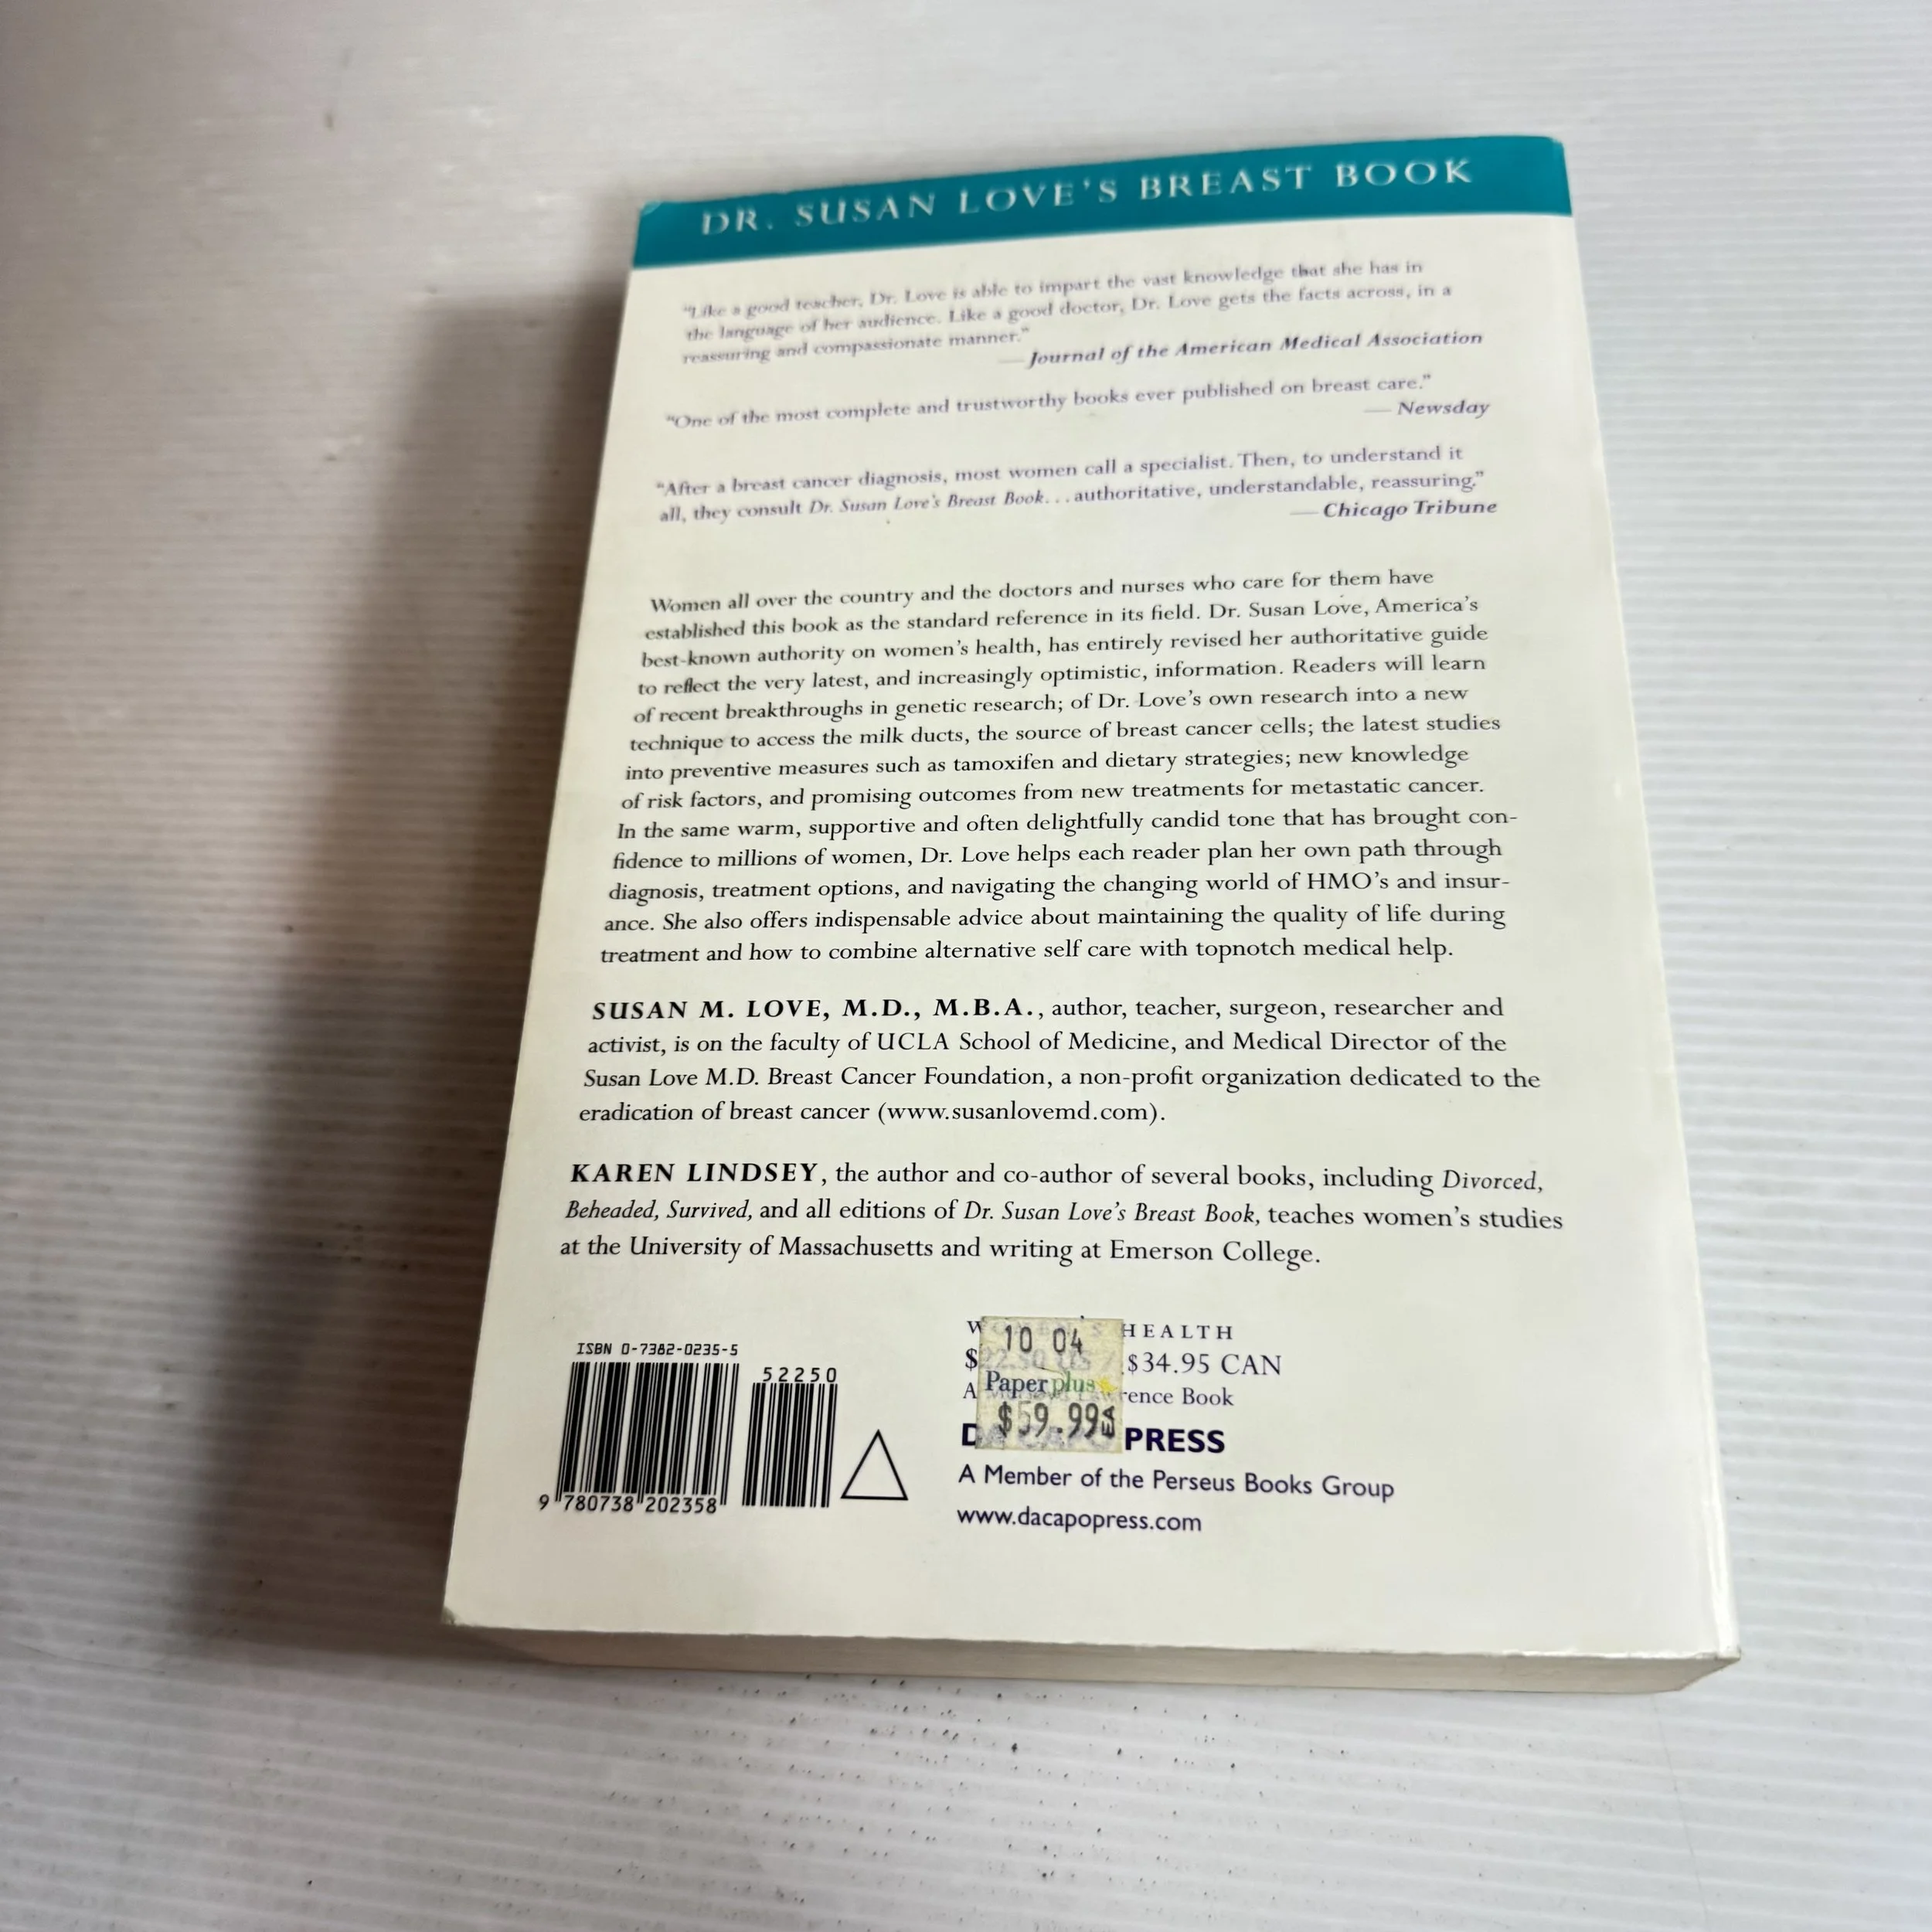 DR. SUSAN LOVE'S BREAST BOOK
"Like a good teacher, Dr. Love is able to impart the vast knowledge that she has in
the language of her audience. Like a good doctor, Dr. Love gets the facts across, in a
reassuring and compassionate manner."
— Journal of the American Medical Association
"One of the most complete and trustworthy books ever published on breast care."
— Newsday
"After a breast cancer diagnosis, most women call a specialist. Then, to understand it
all, they consult Dr. Susan Love's Breast Book. . . authoritative, understandable, reassuring."
— Chicago Tribune
Women all over the country and the doctors and nurses who care for them have
established this book as the standard reference in its field. Dr. Susan Love, America's
best-known authority on women's health, has entirely revised her authoritative guide
to reflect the very latest, and increasingly optimistic, information. Readers will learn
of recent breakthroughs in genetic research; of Dr. Love's own research into a new
technique to access the milk ducts, the source of breast cancer cells; the latest studies
into preventive measures such as tamoxifen and dietary strategies; new knowledge
of risk factors, and promising outcomes from new treatments for metastatic cancer.
In the same warm, supportive and often delightfully candid tone that has brought con-
fidence to millions of women, Dr. Love helps each reader plan her own path through
diagnosis, treatment options, and navigating the changing world of HMO's and insur-
ance. She also offers indispensable advice about maintaining the quality of life during
treatment and how to combine alternative self care with topnotch medical help.
SUSAN M. LOVE, M.D., M.B.A., author, teacher, surgeon, researcher and
activist, is on the faculty of UCLA School of Medicine, and Medical Director of the
Susan Love M.D. Breast Cancer Foundation, a non-profit organization dedicated to the
eradication of breast cancer (www.susanlovemd.com).
KAREN LINDSEY, the author and co-author of several books, including Divorced,
Beheaded, Survived, and all editions of Dr. Susan Love's Breast Book, teaches women's studies
at the University of Massachusetts and writing at Emerson College.
ISBN 0-7382-0235-5
52250
9 780738 202358
HEALTH
$34.95 CAN
Book
PRESS
A Member of the Perseus Books Group
www.dacapopress.com
10 04
Paperplus
$59.99 EA